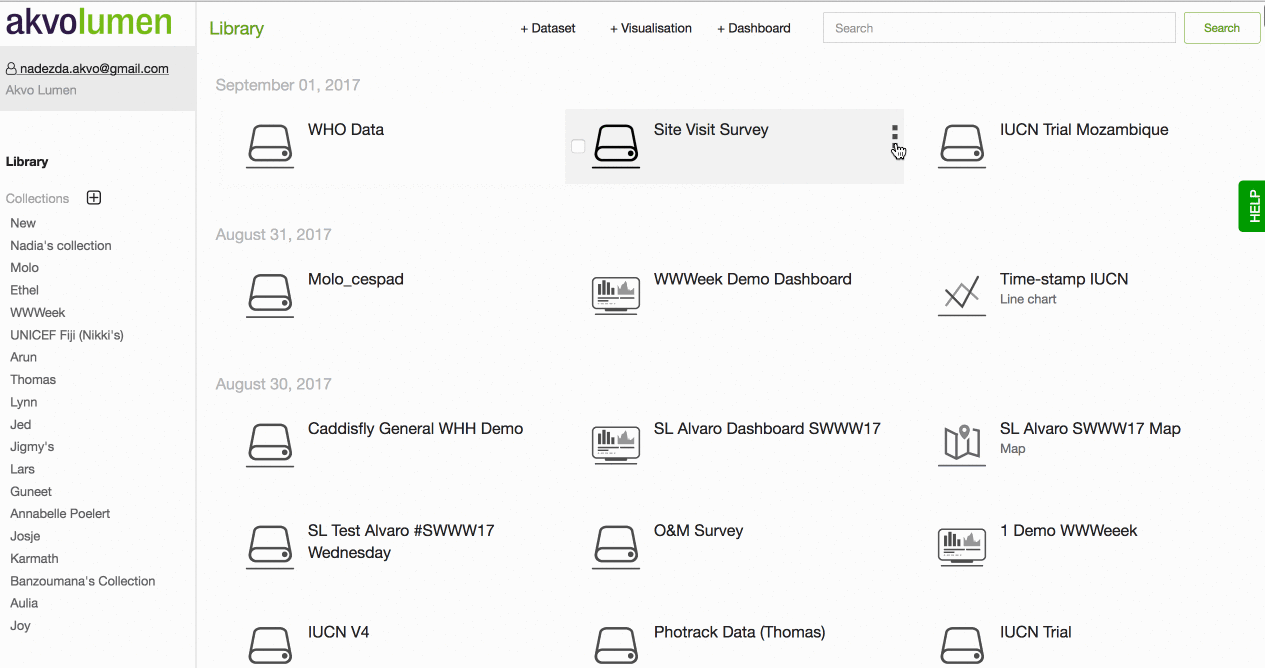 akvolumen
Library
+ Dataset
+ Visualisation
+ Dashboard
Search
Search
nadezda.akvo@gmail.com
Akvo Lumen
Library
Collections
New
Nadia's collection
Molo
Ethel
WWWeek
UNICEF Fiji (Nikki's)
Arun
Thomas
Lynn
Jed
Jigmy's
Lars
Guneet
Annabelle Poelert
Josje
Karmath
Banzoumana's Collection
Aulia
Joy
September 01, 2017
WHO Data
Site Visit Survey
IUCN Trial Mozambique
August 31, 2017
Molo_cespad
WWWeek Demo Dashboard
Time-stamp IUCN
Line chart
August 30, 2017
Caddisfly General WHH Demo
SL Alvaro Dashboard SWWW17
SL Alvaro SWWW17 Map
Map
SL Test Alvaro #SWWW17
Wednesday
O&M Survey
1 Demo WWWeeek
IUCN V4
Photrack Data (Thomas)
IUCN Trial
HELP